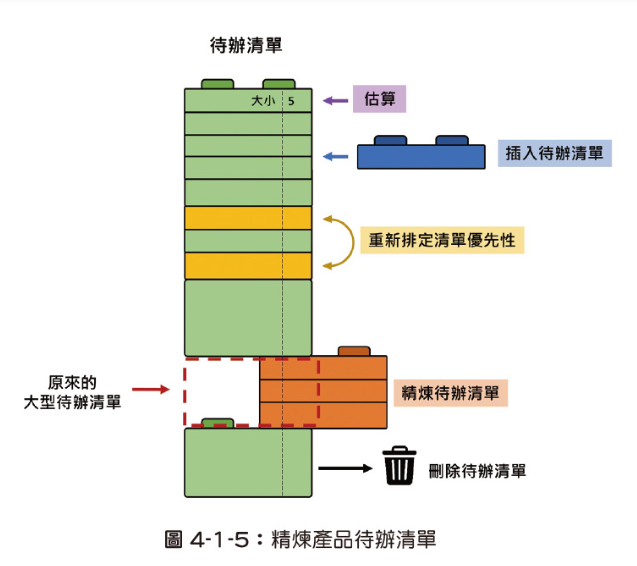 待辦清單
大小 5
估算
插入待辦清單
重新排定清單優先性
原來的
大型待辦清單
精煉待辦清單
刪除待辦清單
圖 4-1-5:精煉產品待辦清單